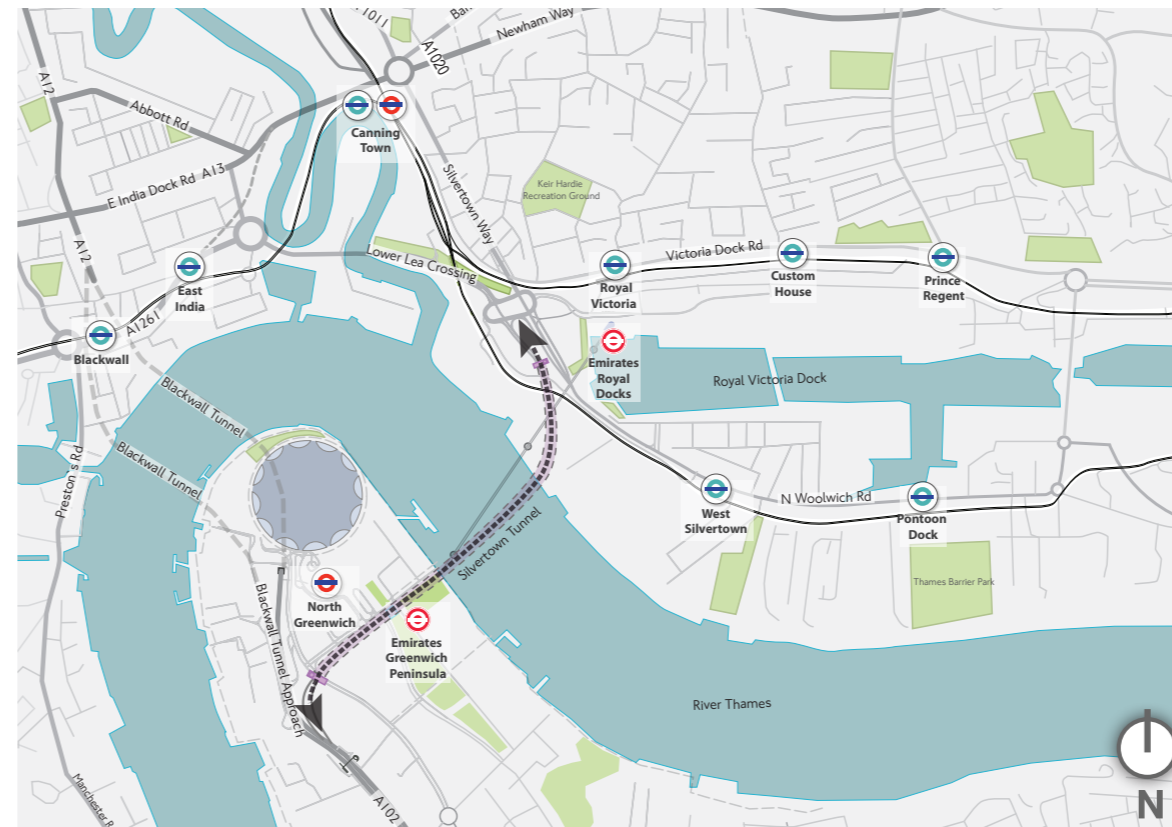 A1011
Newham Way
A1020
A12
Abbott Rd
Canning
Town
E India Dock Rd A13
Silvertown Way
Keir Hardie
Recreation Ground
A12
Lower Lea Crossing
Victoria Dock Rd
East
India
Royal
Victoria
Custom
House
Prince
Regent
A1261
Blackwall
Emirates
Royal
Docks
Royal Victoria Dock
Blackwall Tunnel
Blackwall Tunnel
Preston's Rd
Silvertown Tunnel
West
Silvertown
N Woolwich Rd
Pontoon
Dock
Thames Barrier Park
North
Greenwich
Emirates
Greenwich
Peninsula
Blackwall Tunnel Approach
River Thames
Manchester R
A102
N